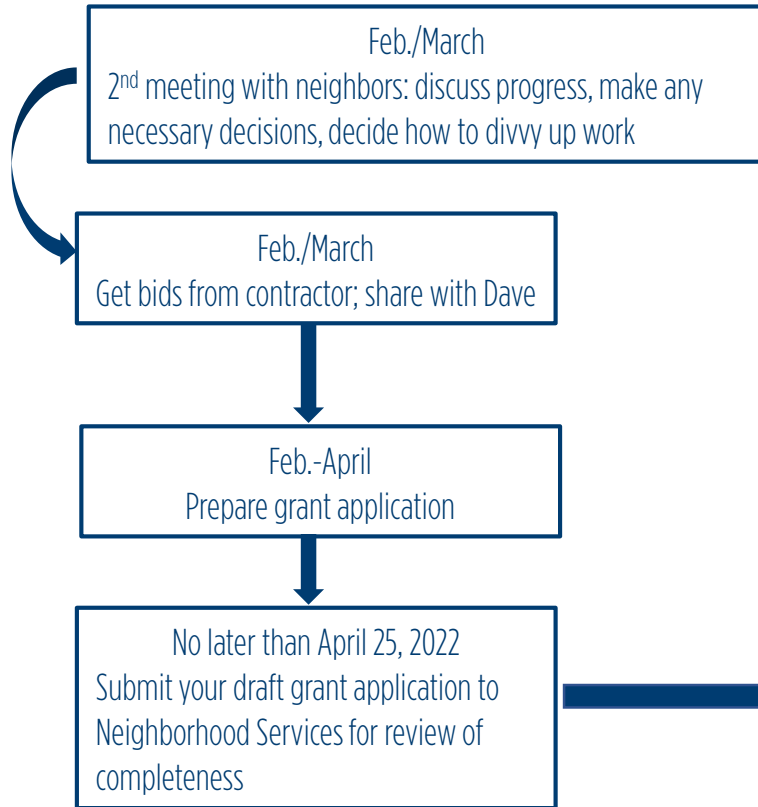 Feb./March
2nd meeting with neighbors: discuss progress, make any
necessary decisions, decide how to divvy up work
Feb./March
Get bids from contractor; share with Dave
Feb.-April
Prepare grant application
No later than April 25, 2022
Submit your draft grant application to
Neighborhood Services for review of
completeness